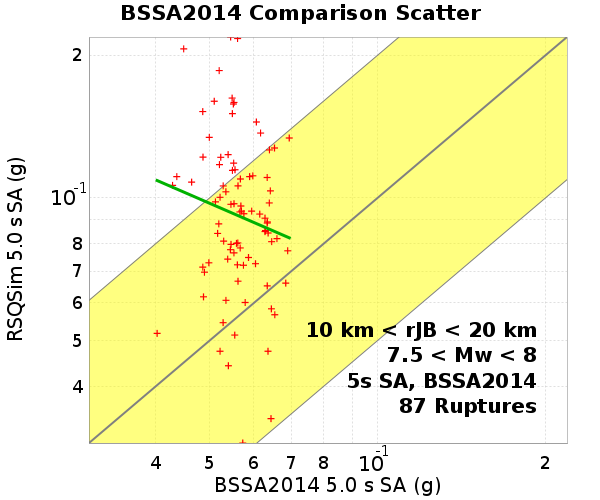 BSSA2014 Comparison Scatter
RSQSim 5.0 s SA (g)
2
10-1
8
7
6
5
4
10 km < rJB < 20 km
7.5 < Mw < 8
5s SA, BSSA2014
87 Ruptures
4 5 6 7 8 10-1 2
BSSA2014 5.0 s SA (g)